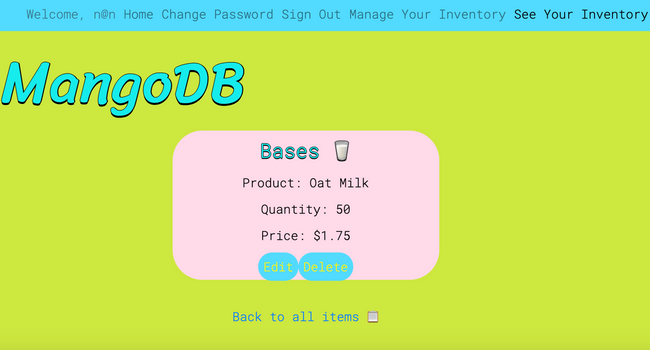 Welcome, n@n Home Change Password Sign Out Manage Your Inventory See Your Inventory
MangoDB
Bases 🥛
Product: Oat Milk
Quantity: 50
Price: $1.75
Edit Delete
Back to all items